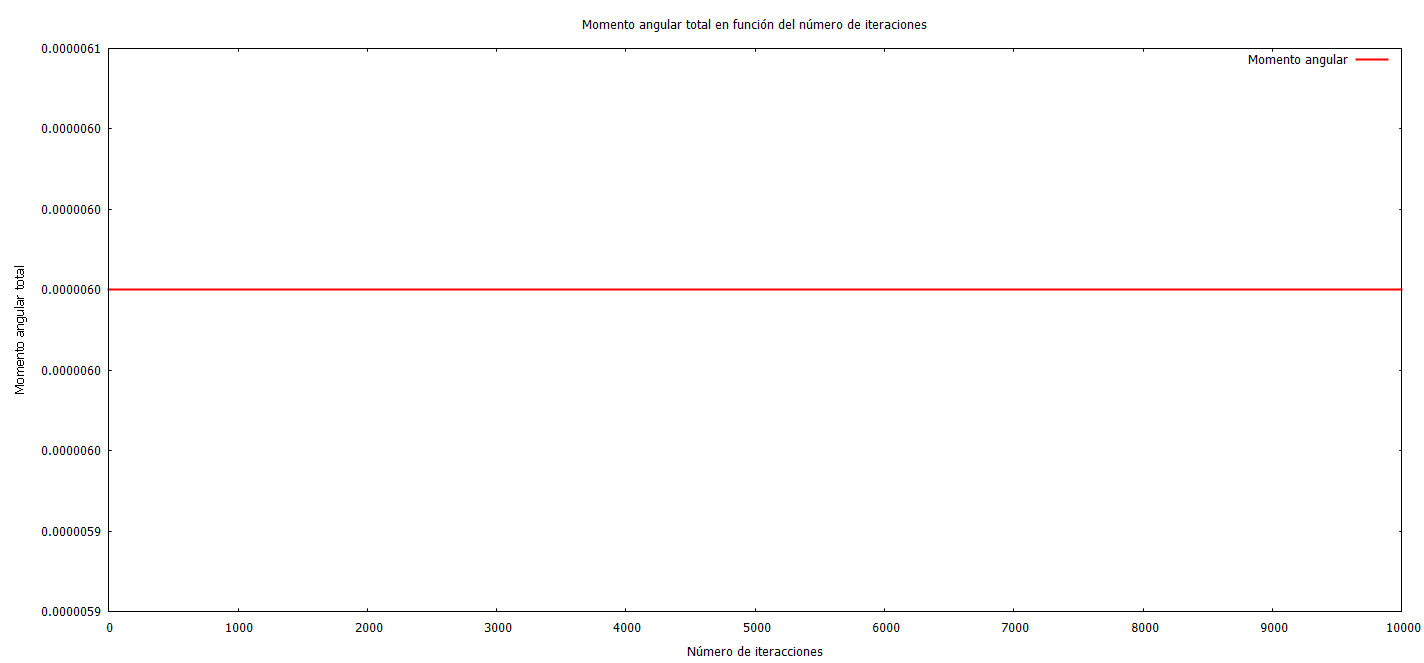 Momento angular total en función del número de iteraciones
Momento angular
0.0000061
0.0000060
0.0000060
0.0000060
0.0000060
0.0000060
0.0000059
0.0000059
Momento angular total
0 1000 2000 3000 4000 5000 6000 7000 8000 9000 10000
Número de iteracciones